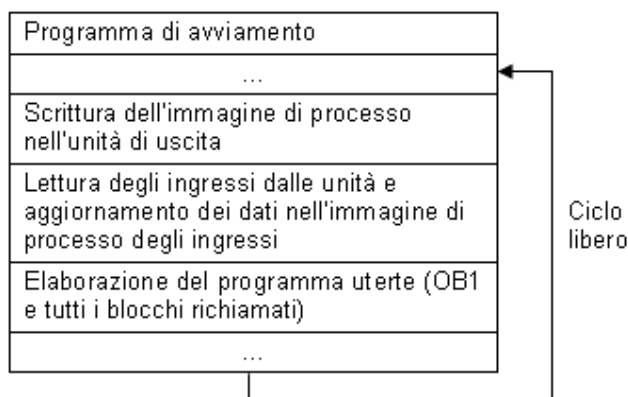 Programma di avviamento
...
Scrittura dell'immagine di processo
nell'unità di uscita
Lettura degli ingressi dalle unità e
aggiornamento dei dati nell'immagine di
processo degli ingressi
Elaborazione del programma uterte (OB1
e tutti i blocchi richiamati)
...
Ciclo
libero